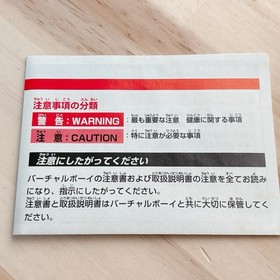 注意事項の分類
警告:WARNING :最も重要な注意 健康に関する事項
注意:CAUTION :特に注意が必要な事項
注意にしたがってください
バーチャルボーイの注意書および取扱説明書の注意を全てお読
みになり、指示にしたがってください。
注意書と取扱説明書はバーチャルボーイと共に大切に保管してく
ださい。